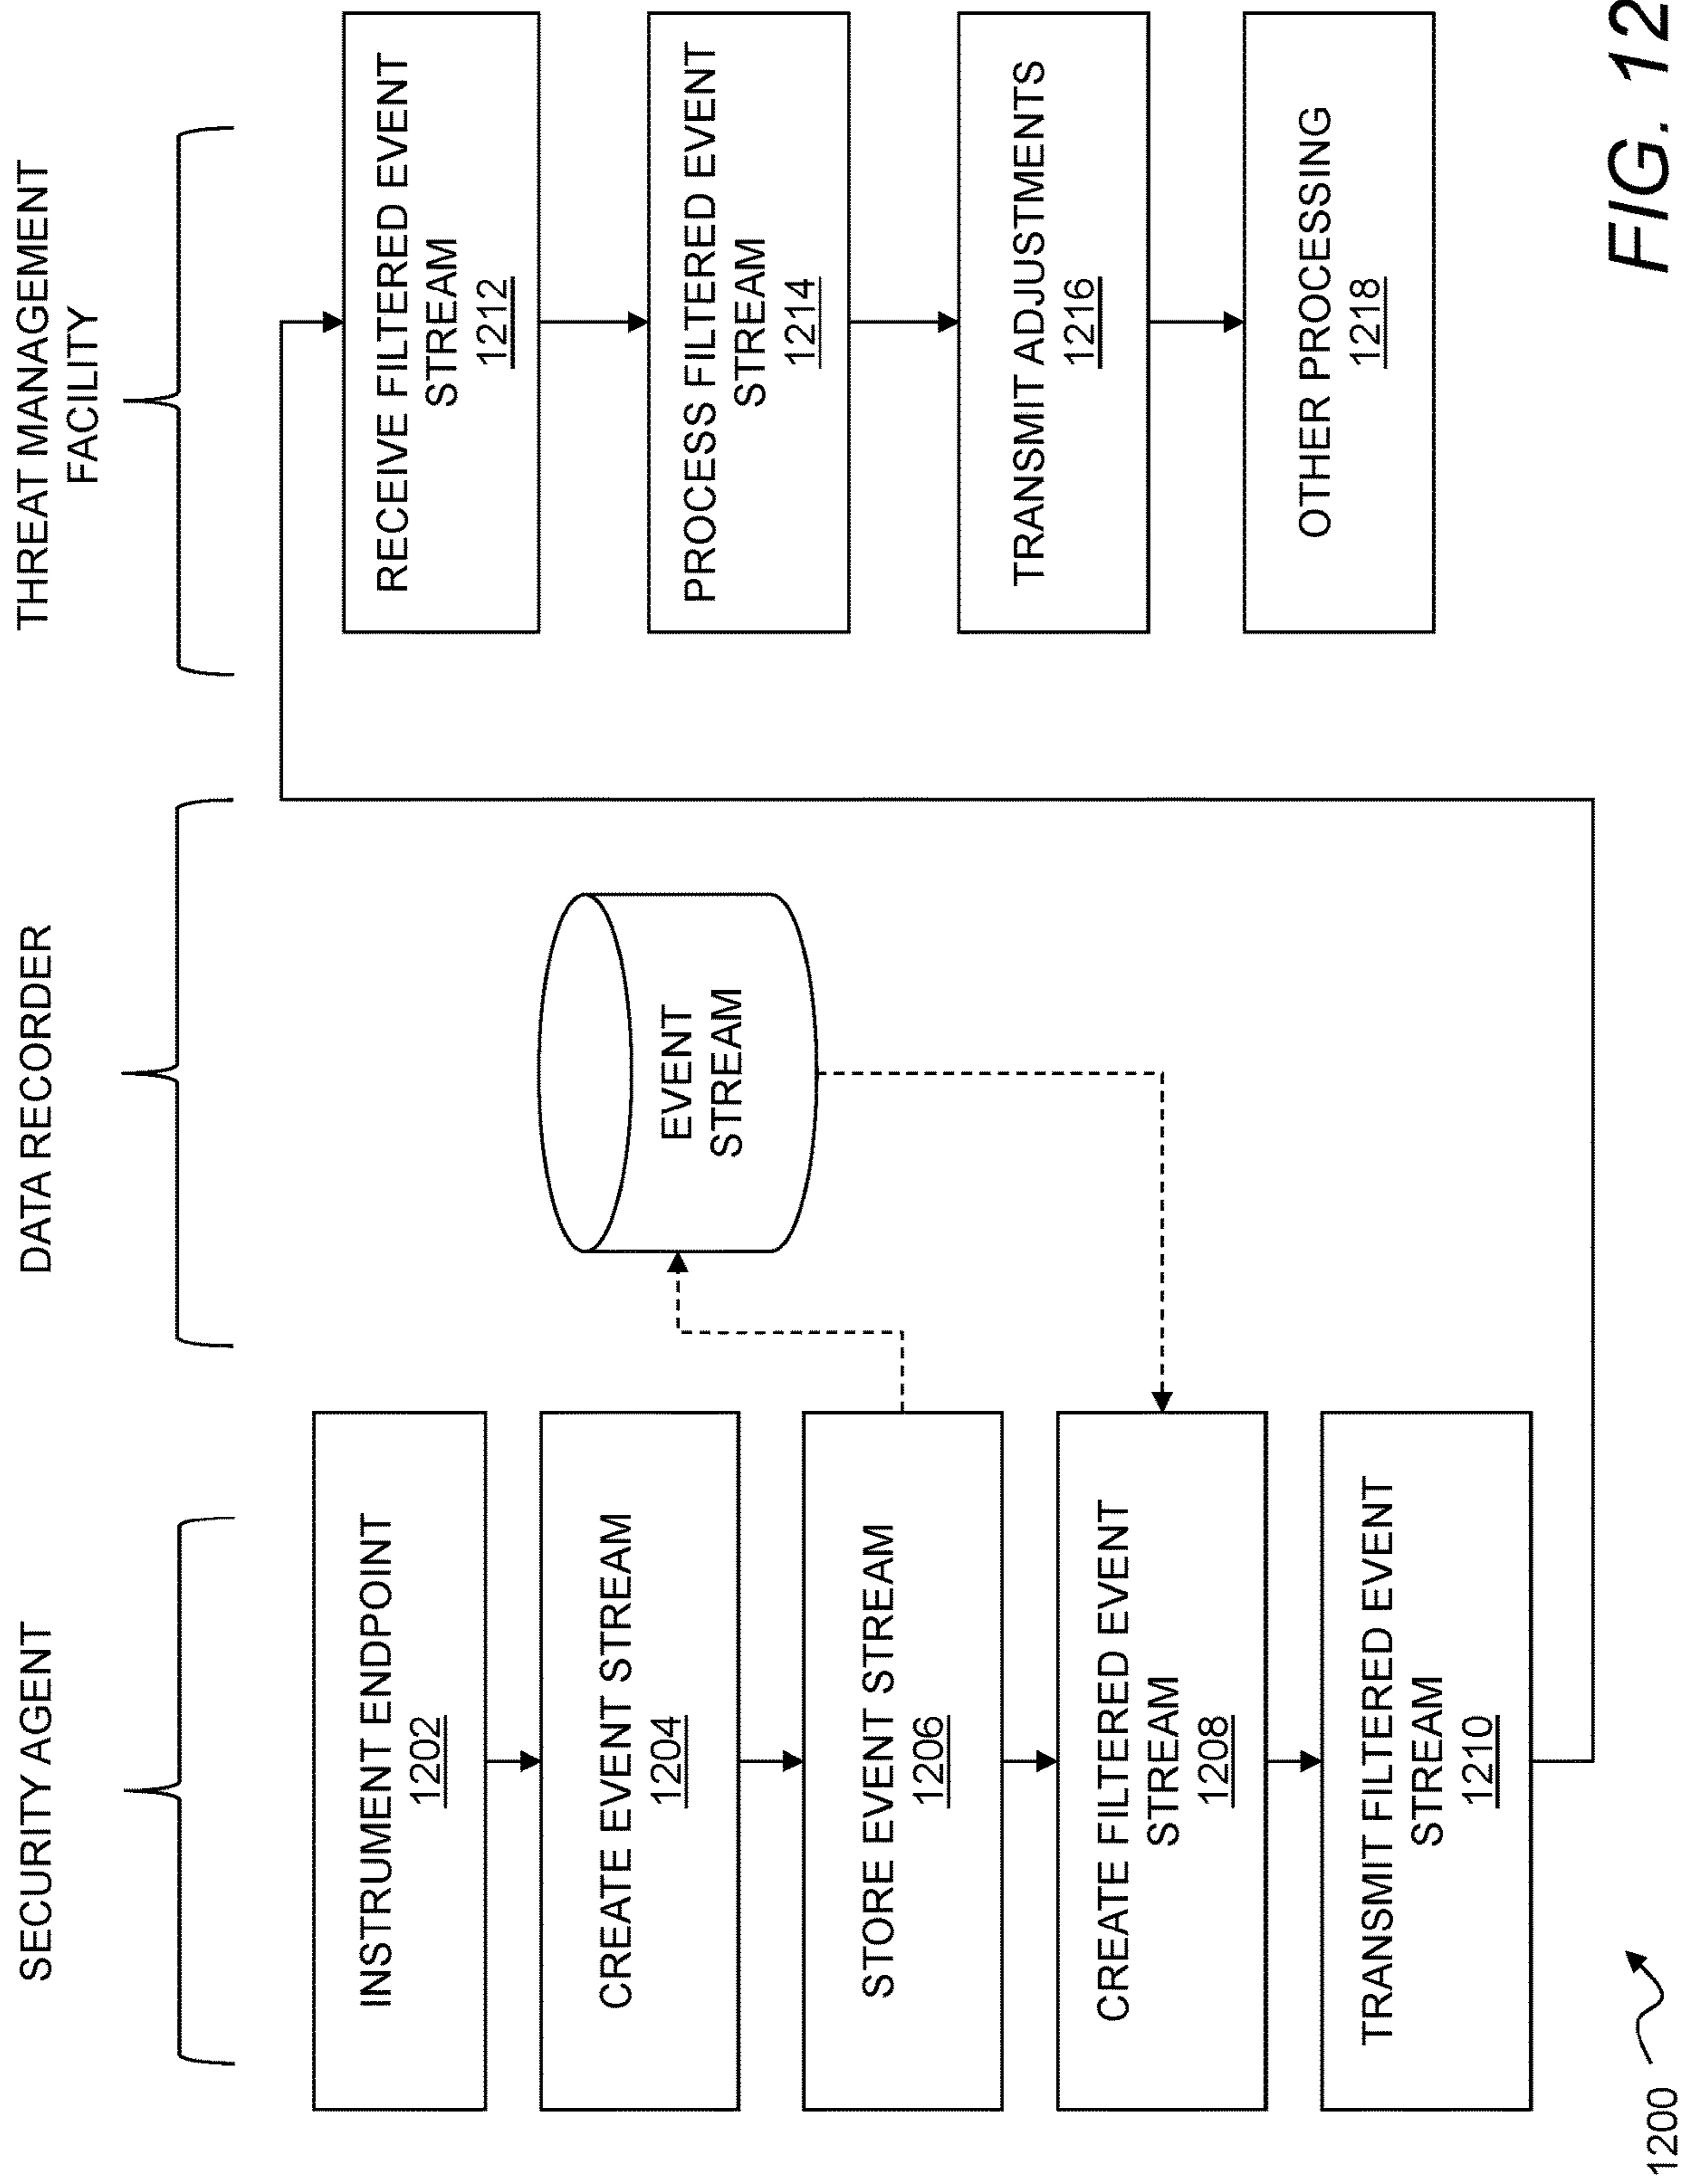 SECURITY AGENT
INSTRUMENT ENDPOINT
1202
CREATE EVENT STREAM
1204
STORE EVENT STREAM
1206
CREATE FILTERED EVENT
STREAM
1208
TRANSMIT FILTERED EVENT
STREAM
1210
DATA RECORDER
EVENT
STREAM
THREAT MANAGEMENT
FACILITY
RECEIVE FILTERED EVENT
STREAM
1212
PROCESS FILTERED EVENT
STREAM
1214
TRANSMIT ADJUSTMENTS
1216
OTHER PROCESSING
1218
1200
FIG. 12